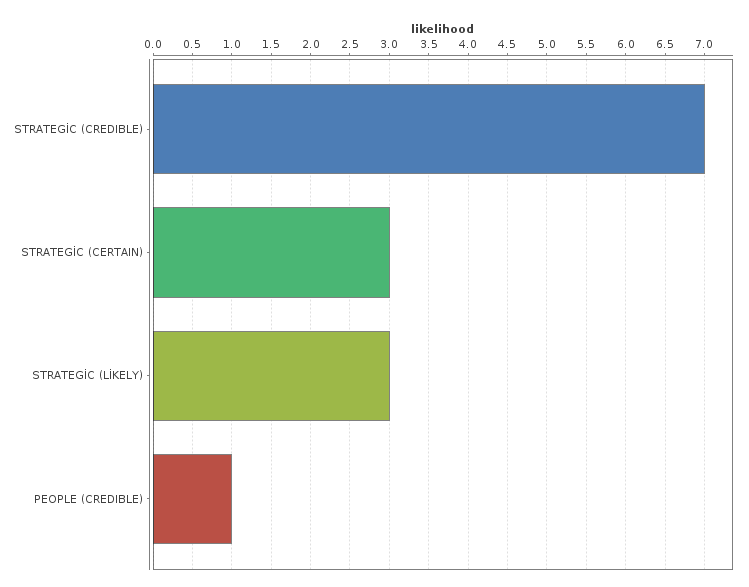 likelihood
0.0 0.5 1.0 1.5 2.0 2.5 3.0 3.5 4.0 4.5 5.0 5.5 6.0 6.5 7.0
STRATEGİC (CREDIBLE)
STRATEGİC (CERTAIN)
STRATEGİC (LİKELY)
PEOPLE (CREDIBLE)